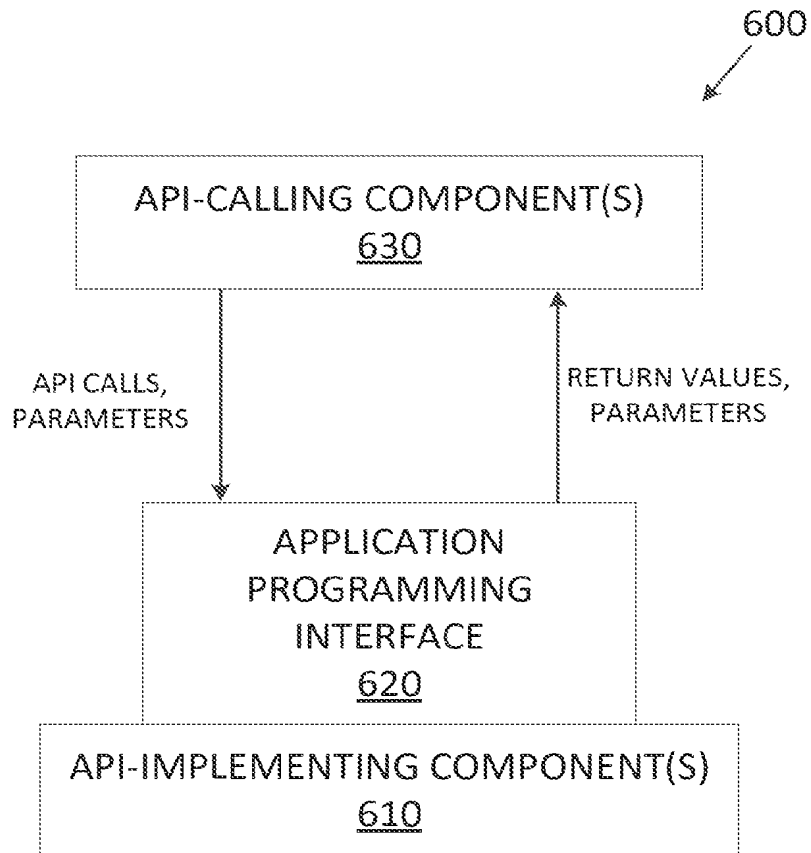 600
API-CALLING COMPONENT(S)
630
API CALLS,
PARAMETERS
RETURN VALUES,
PARAMETERS
APPLICATION
PROGRAMMING
INTERFACE
620
API-IMPLEMENTING COMPONENT(S)
610